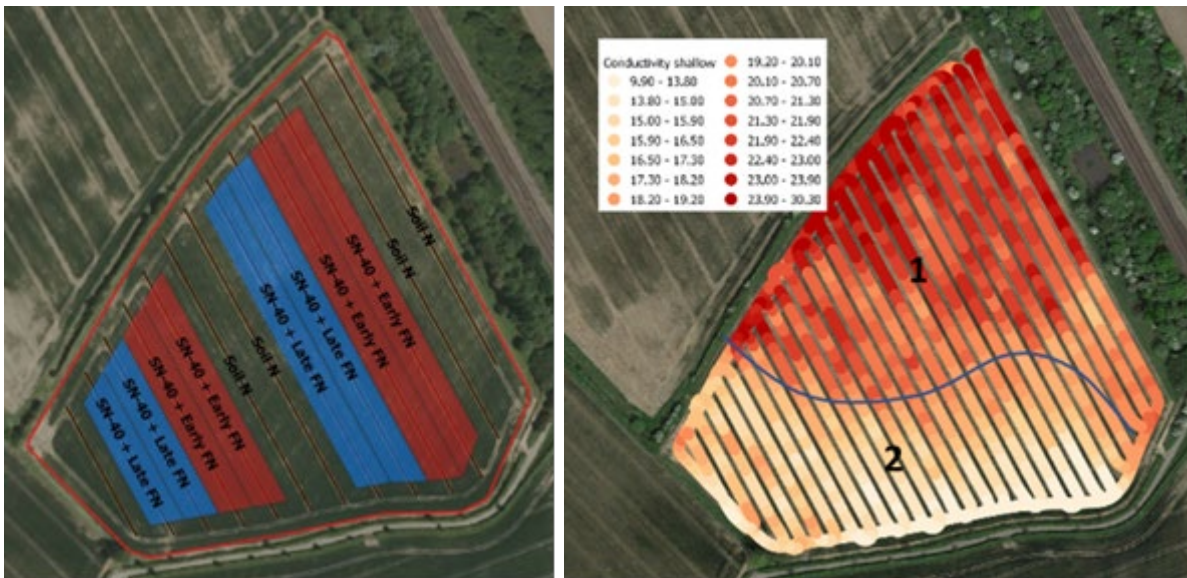 Soil N
Soil N
SN-40 + Early FN
SN-40 + Early FN
SN-40 + Late FN
SN-40 + Late FN
Soil N
Soil N
SN-40 + Early FN
SN-40 + Early FN
SN-40 + Late FN
SN-40 + Late FN
Conductivity shallow
9.90 - 13.80
13.80 - 15.00
15.00 - 15.90
15.90 - 16.50
16.50 - 17.30
17.30 - 18.20
18.20 - 19.20
19.20 - 20.10
20.10 - 20.70
20.70 - 21.30
21.30 - 21.90
21.90 - 22.40
22.40 - 23.00
23.00 - 23.90
23.90 - 30.30
1
2